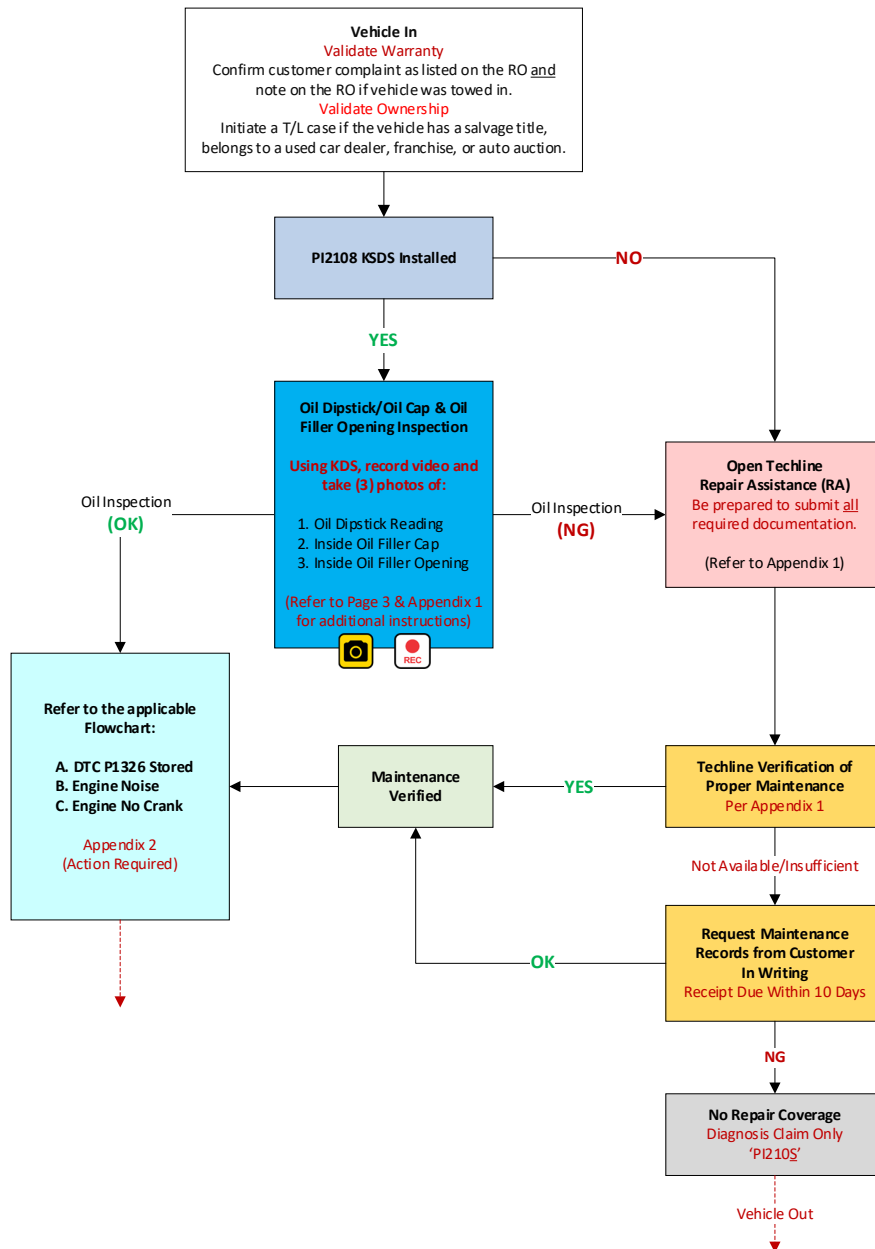 Vehicle In
Validate Warranty
Confirm customer complaint as listed on the RO and
note on the RO if vehicle was towed in.
Validate Ownership
Initiate a T/L case if the vehicle has a salvage title,
belongs to a used car dealer, franchise, or auto auction.
PI2108 KSDS Installed
NO
YES
Oil Dipstick/Oil Cap & Oil
Filler Opening Inspection
Using KDS, record video and
take (3) photos of:
1. Oil Dipstick Reading
2. Inside Oil Filler Cap
3. Inside Oil Filler Opening
(Refer to Page 3 & Appendix 1
for additional instructions)
REC
Oil Inspection
(OK)
Oil Inspection
(NG)
Open Techline
Repair Assistance (RA)
Be prepared to submit all
required documentation.
(Refer to Appendix 1)
Refer to the applicable
Flowchart:
A. DTC P1326 Stored
B. Engine Noise
C. Engine No Crank
Appendix 2
(Action Required)
Maintenance
Verified
YES
Techline Verification of
Proper Maintenance
Per Appendix 1
Not Available/Insufficient
Request Maintenance
Records from Customer
In Writing
Receipt Due Within 10 Days
OK
NG
No Repair Coverage
Diagnosis Claim Only
‘PI210S’
Vehicle Out